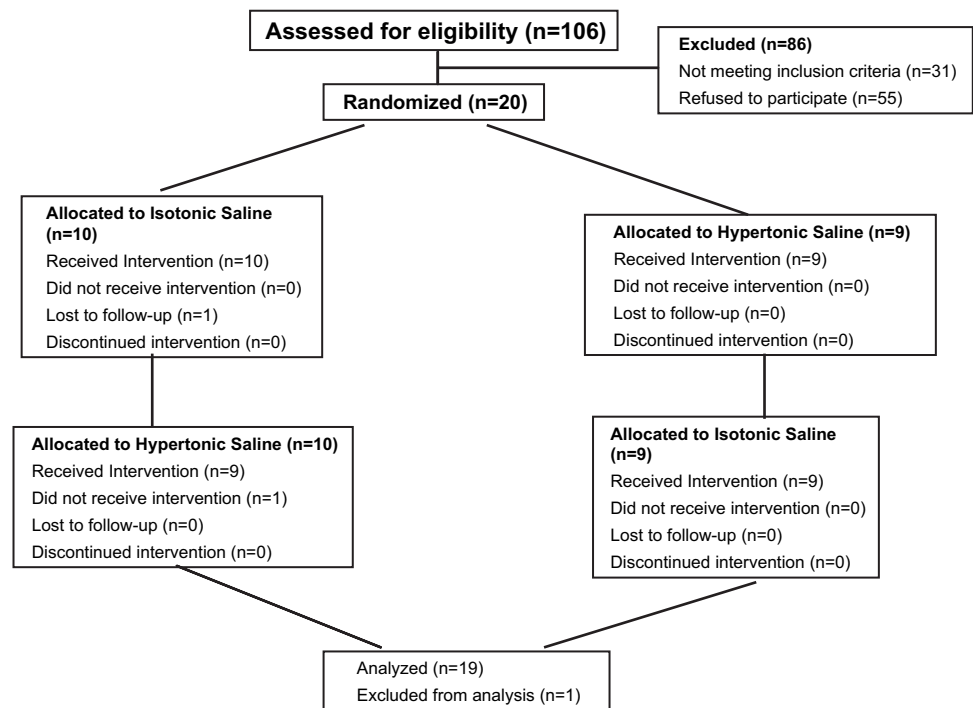 Assessed for eligibility (n=106)
Excluded (n=86)
Not meeting inclusion criteria (n=31)
Refused to participate (n=55)
Randomized (n=20)
Allocated to Isotonic Saline
(n=10)
Received Intervention (n=10)
Did not receive intervention (n=0)
Lost to follow-up (n=1)
Discontinued intervention (n=0)
Allocated to Hypertonic Saline (n=9)
Received Intervention (n=9)
Did not receive intervention (n=0)
Lost to follow-up (n=0)
Discontinued intervention (n=0)
Allocated to Hypertonic Saline (n=10)
Received Intervention (n=9)
Did not receive intervention (n=1)
Lost to follow-up (n=0)
Discontinued intervention (n=0)
Allocated to Isotonic Saline
(n=9)
Received Intervention (n=9)
Did not receive intervention (n=0)
Lost to follow-up (n=0)
Discontinued intervention (n=0)
Analyzed (n=19)
Excluded from analysis (n=1)